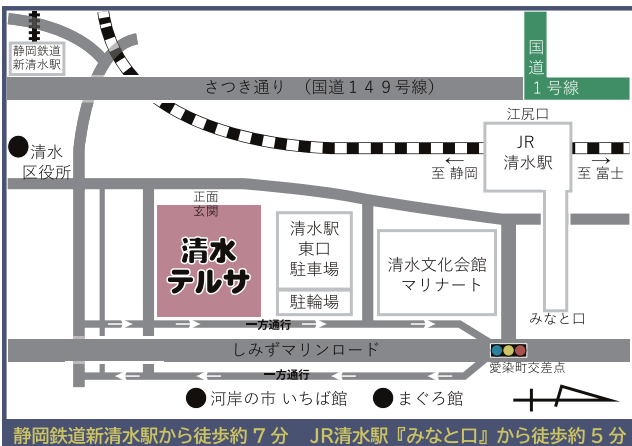 静岡鉄道
新清水駅
さつき通り （国道１４９号線）
国道
１号線
江尻口
JR
清水駅
← 
至 静岡
→
至 富士
清水
区役所
正面
玄関
清水
テルサ
清水駅
東口
駐車場
駐輪場
清水文化会館
マリナート
みなと口
一方通行
しみずマリンロード
愛染町交差点
一方通行
河岸の市 いちば館
まぐろ館
静岡鉄道新清水駅から徒歩約７分 JR清水駅『みなと口』から徒歩約５分